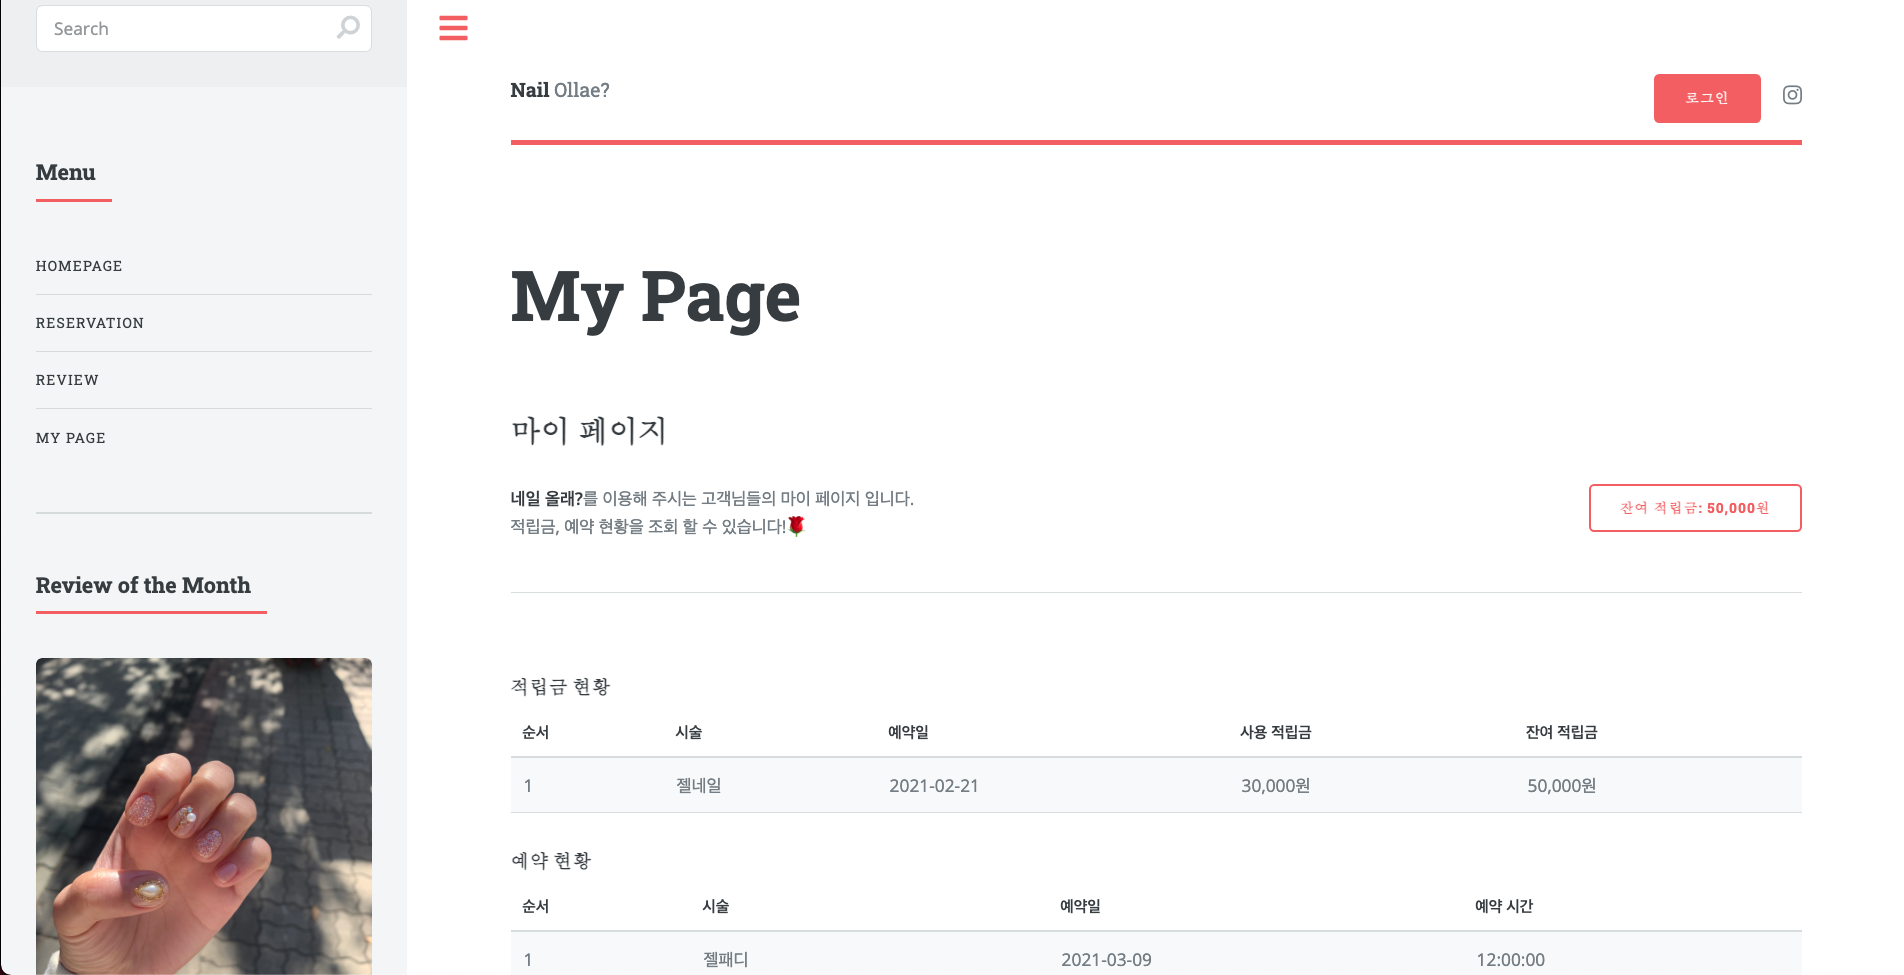 Search
Menu
HOMEPAGE
RESERVATION
REVIEW
MY PAGE
Review of the Month
Nail Ollae?
로그인
My Page
마이 페이지
네일 올래?를 이용해 주시는 고객님들의 마이 페이지 입니다.
적립금, 예약 현황을 조회 할 수 있습니다!🌹
잔여 적립금: 50,000원
적립금 현황
순서 시술 예약일 사용 적립금 잔여 적립금
1 젤네일 2021-02-21 30,000원 50,000원
예약 현황
순서 시술 예약일 예약 시간
1 젤패디 2021-03-09 12:00:00